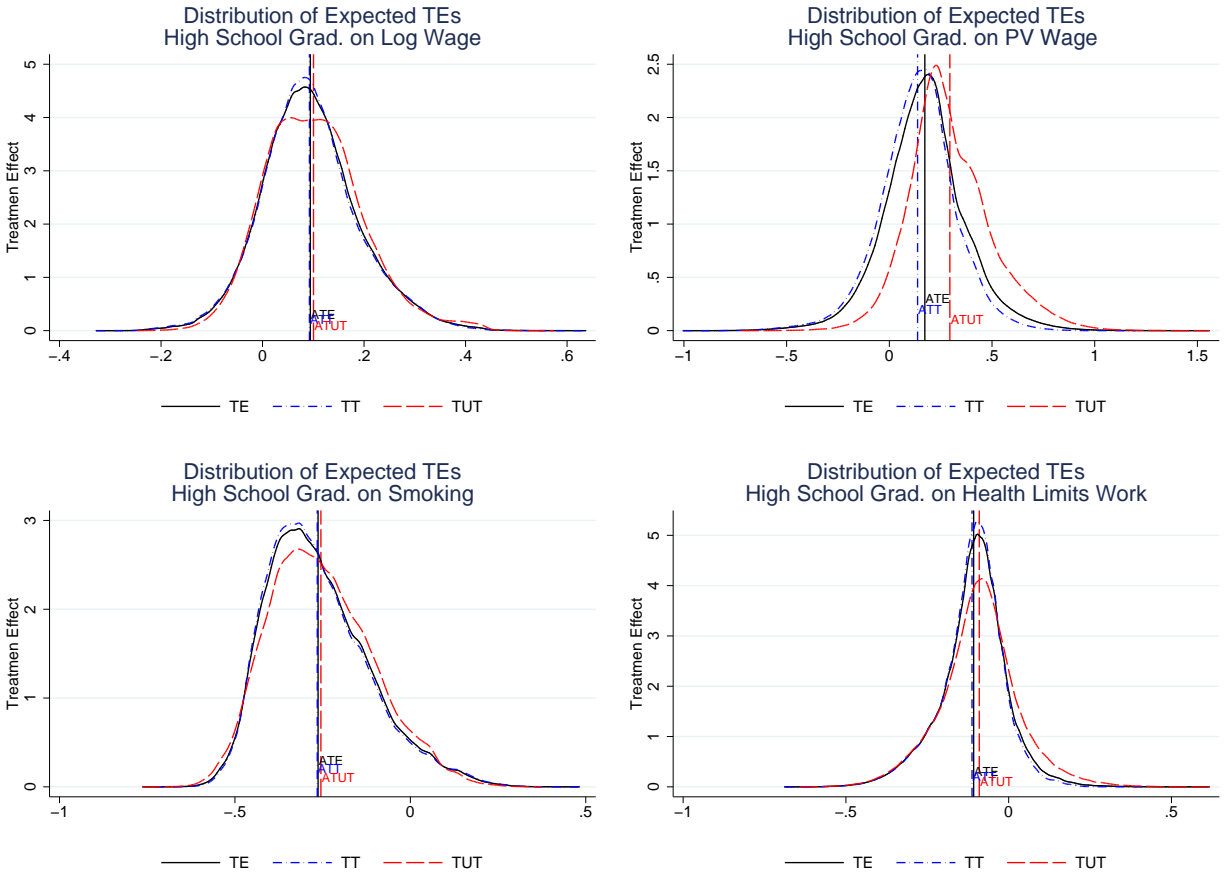 Distribution of Expected TEs
High School Grad. on Log Wage
Treatmen Effect
5
4
3
2
1
0
ATE
ATT
ATUT
−.4 −.2 0 .2 .4 .6
TE TT TUT
Distribution of Expected TEs
High School Grad. on PV Wage
Treatmen Effect
2.5
2
1.5
1
.5
0
ATE
ATT
ATUT
−1 −.5 0 .5 1 1.5
TE TT TUT
Distribution of Expected TEs
High School Grad. on Smoking
Treatmen Effect
3
2
1
0
ATE
ATT
ATUT
−1 −.5 0 .5
TE TT TUT
Distribution of Expected TEs
High School Grad. on Health Limits Work
Treatmen Effect
5
4
3
2
1
0
ATE
ATT
ATUT
−1 −.5 0 .5
TE TT TUT